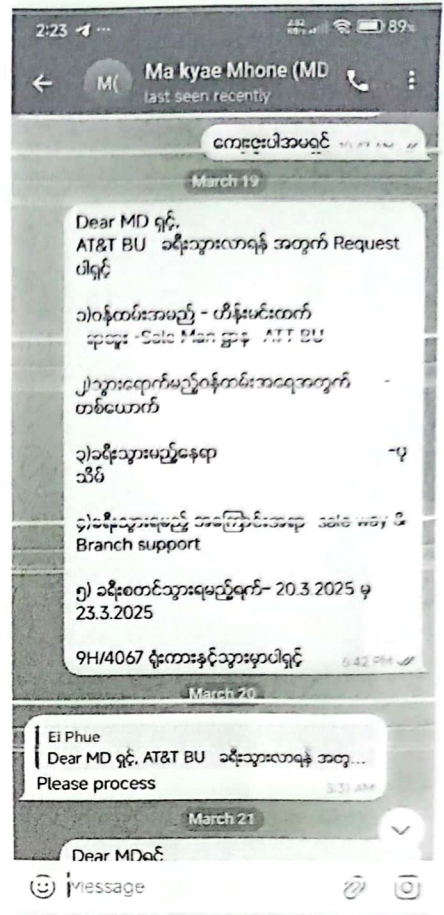 2:23
89%
M(
Ma kyae Mhone (MD
last seen recently
ကျေးဇူးပါအမရှင့်
March 19
Dear MD ရှင့်,
AT&T BU ခရီးသွားလာရန် အတွက် Request
ပါရှင့်
၁)ဝန်ထမ်းအမည် - ဟိန်းမင်းထက်
ရာထူး -Sale Man ဌာန ATT BU
၂)သွားရောက်မည့်ဝန်ထမ်းအရေအတွက် -
တစ်ယောက်
၃)ခရီးသွားမည့်နေရာ -ပု
သိမ်
၄)ခရီးသွားရမည့် အကြောင်းအရာ sale way &
Branch support
၅) ခရီးစတင်သွားရမည့်ရက်- 20.3.2025 မှ
23.3.2025
9H/4067 ရုံးကားနှင့်သွားမှာပါရှင့်
6:42 PM
March 20
Ei Phue
Dear MD ရှင့်, AT&T BU ခရီးသွားလာရန် အတွ...
Please process
5:31 AM
March 21
Dear MDရှင့်
Message